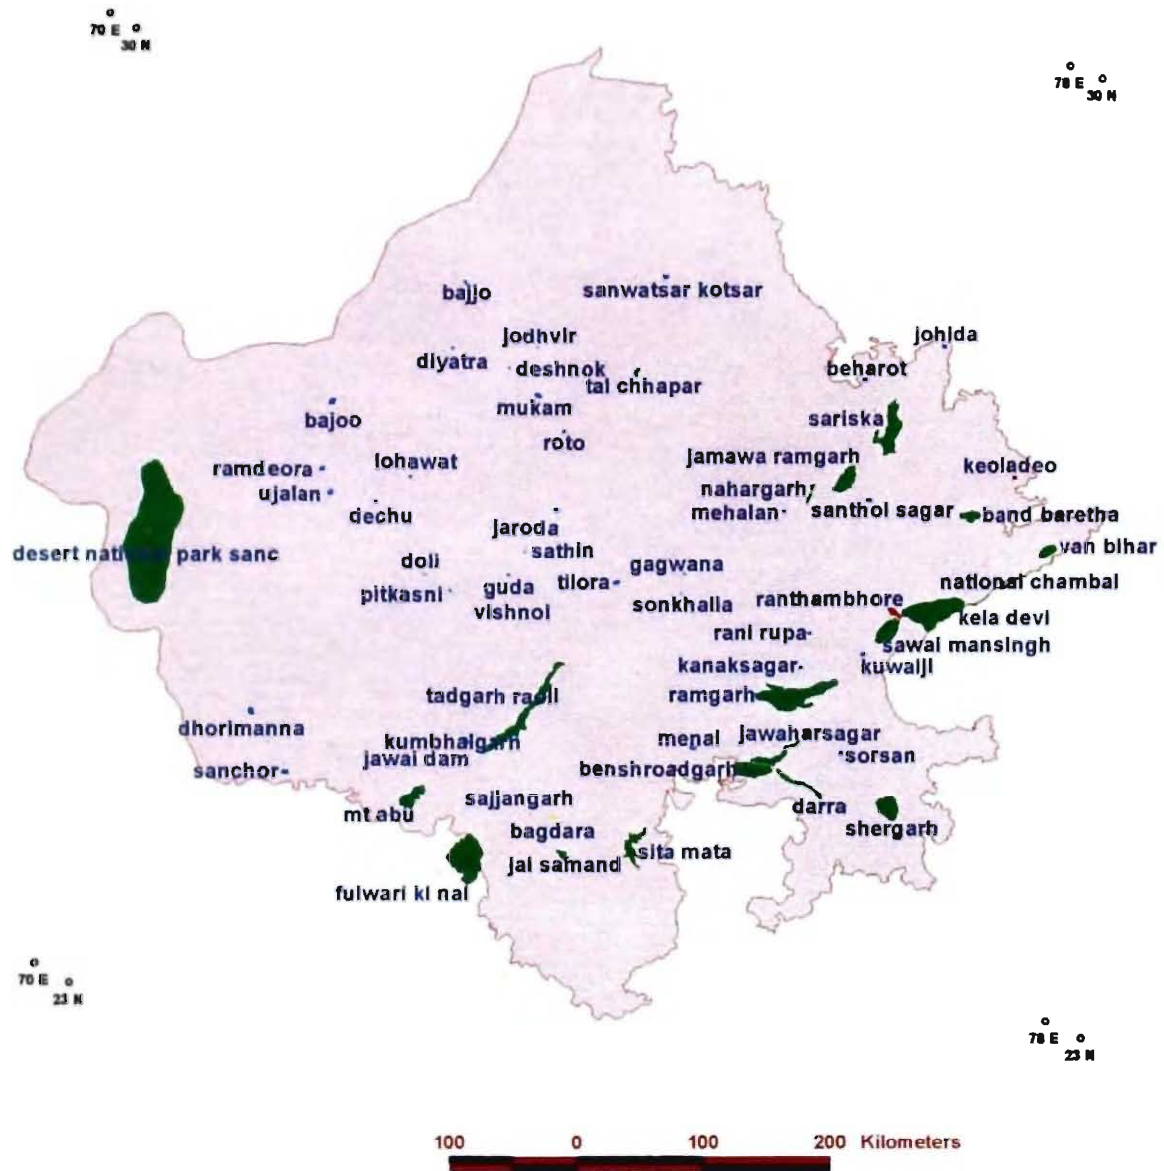 70 E
30 N
78 E
30 N
bajjo
sanwatsar kotsar
jodhvir
johida
diyatra
deshnok
beharot
tal chhapar
mukam
bajoo
sariska
roto
jamawa ramgarh
ramdeora
lohawat
keoladeo
ujalan
nahargarh
mehalan
santhol sagar
band baretha
dechu
jaroda
desert national park sanc
sathin
van bihar
doli
gagwana
national chambal
pitkasni
guda
vishnoi
tilora
sonkhalia
ranthambhore
kela devi
rani rupa
sawai mansingh
kanaksagar
kuwalji
tadgarh raoli
ramgarh
dhorimanna
kumbhalgarh
menal
jawaharsagar
jawai dam
sorsan
sanchor
benshroadgarh
mt abu
sajjangarh
darra
bagdara
shergarh
jai samand
sita mata
fulwari ki nal
70 E
23 N
78 E
23 N
100 0 100 200 Kilometers